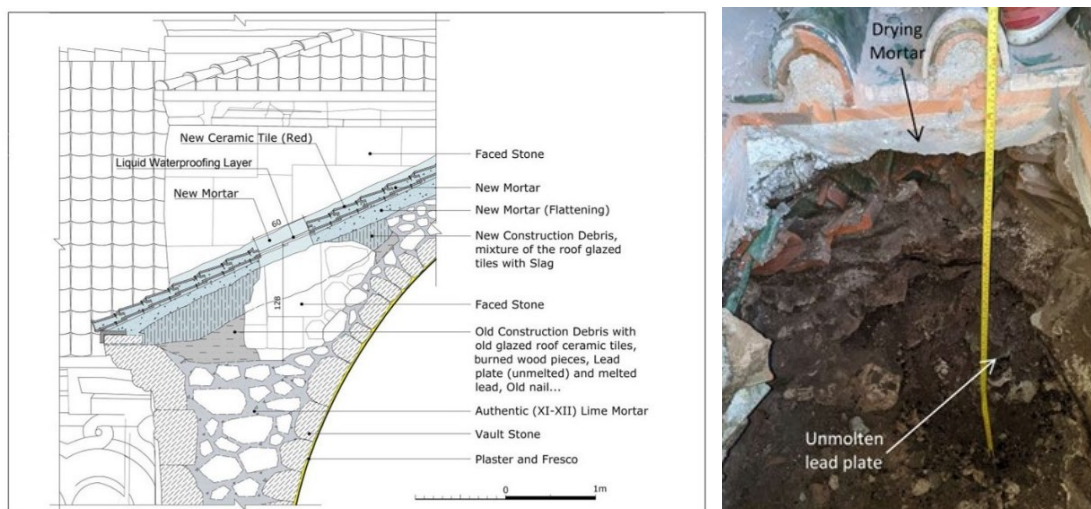 New Ceramic Tile (Red)
Liquid Waterproofing Layer
New Mortar
60
128
Faced Stone
New Mortar
New Mortar (Flattening)
New Construction Debris,
mixture of the roof glazed
tiles with Slag
Faced Stone
Old Construction Debris with
old glazed roof ceramic tiles,
burned wood pieces, Lead
plate (unmelted) and melted
lead, Old nail...
Authentic (XI-XII) Lime Mortar
Vault Stone
Plaster and Fresco
0 1m
Drying
Mortar
Unmolten
lead plate